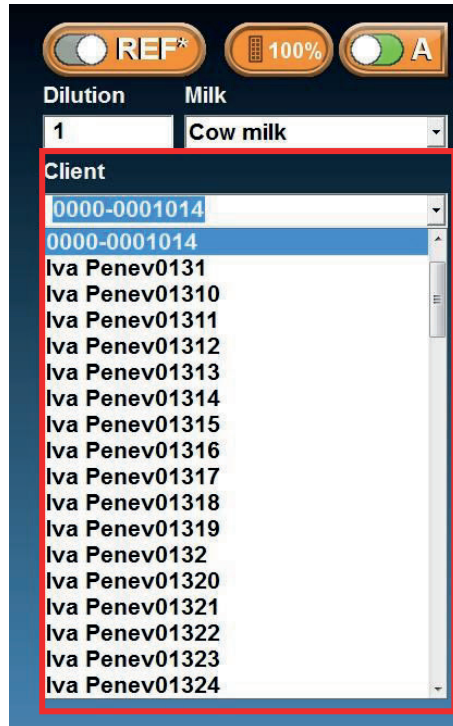 REF* 100% A
Dilution Milk
1 Cow milk
Client
0000-0001014
0000-0001014
Iva Penev0131
Iva Penev01310
Iva Penev01311
Iva Penev01312
Iva Penev01313
Iva Penev01314
Iva Penev01315
Iva Penev01316
Iva Penev01317
Iva Penev01318
Iva Penev01319
Iva Penev0132
Iva Penev01320
Iva Penev01321
Iva Penev01322
Iva Penev01323
Iva Penev01324